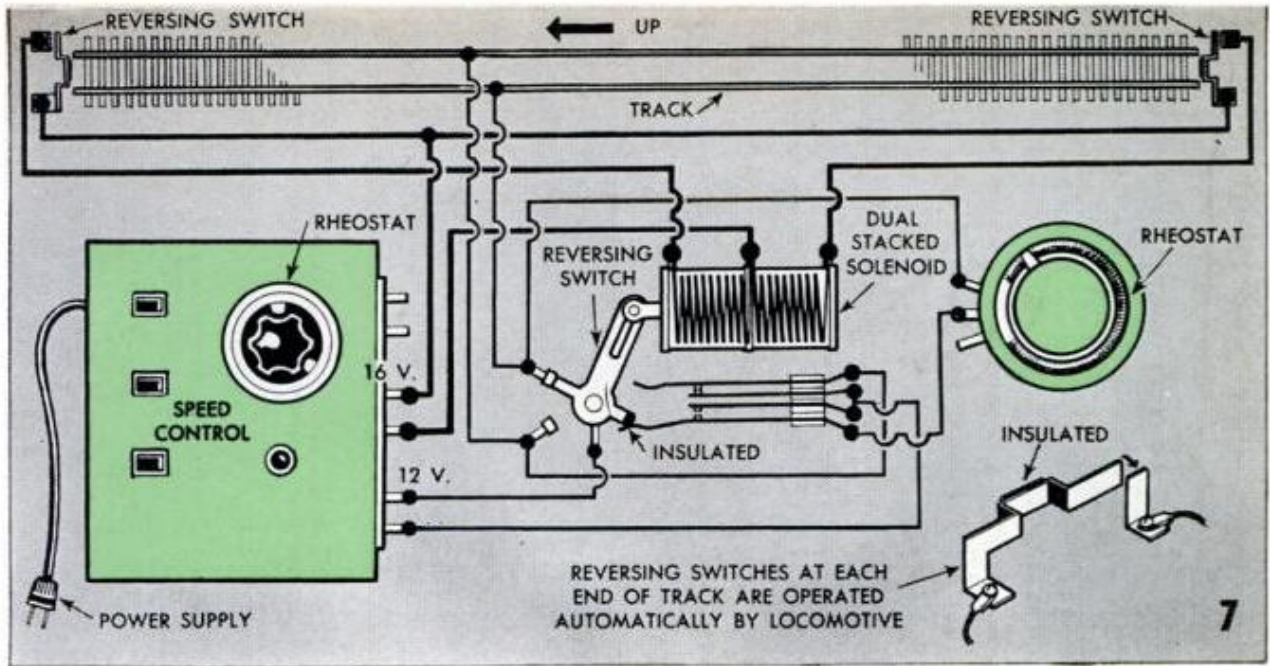 REVERSING SWITCH
UP
REVERSING SWITCH
TRACK
RHEOSTAT
REVERSING
SWITCH
DUAL
STACKED
SOLENOID
RHEOSTAT
16 V.
SPEED
CONTROL
12 V.
INSULATED
INSULATED
POWER SUPPLY
REVERSING SWITCHES AT EACH
END OF TRACK ARE OPERATED
AUTOMATICALLY BY LOCOMOTIVE
7